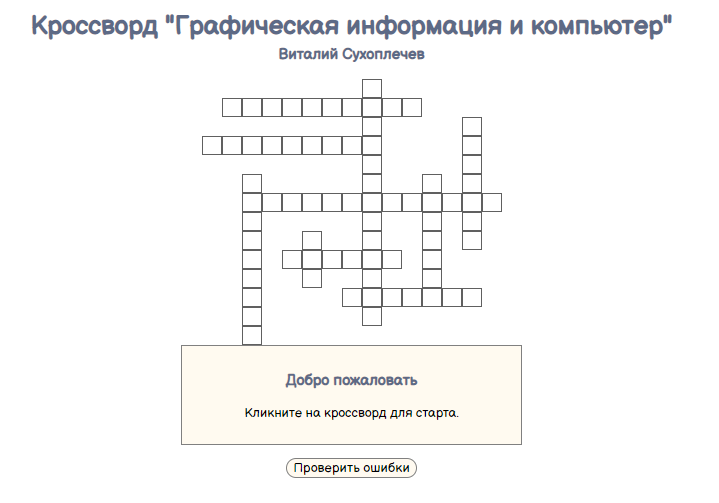 Кроссворд "Графическая информация и компьютер"
Виталий Сухоплечев
Добро пожаловать
Кликните на кроссворд для старта.
Проверить ошибки